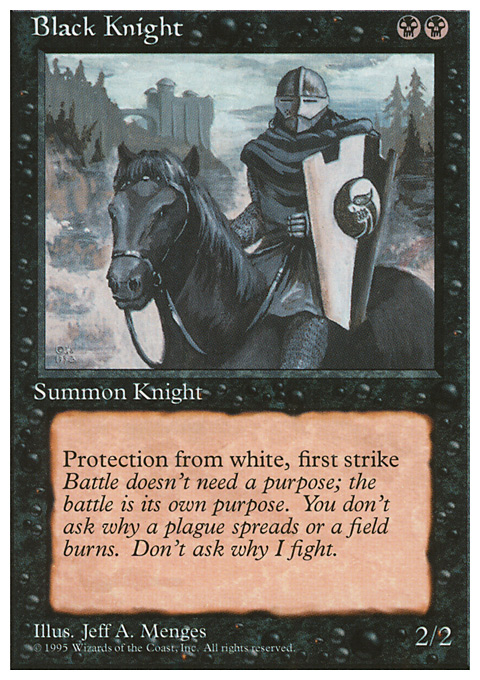 Black Knight
Summon Knight
Protection from white, first strike
Battle doesn't need a purpose; the
battle is its own purpose. You don't
ask why a plague spreads or a field
burns. Don't ask why I fight.
Illus. Jeff A. Menges
© 1995 Wizards of the Coast, Inc. All rights reserved.
2/2